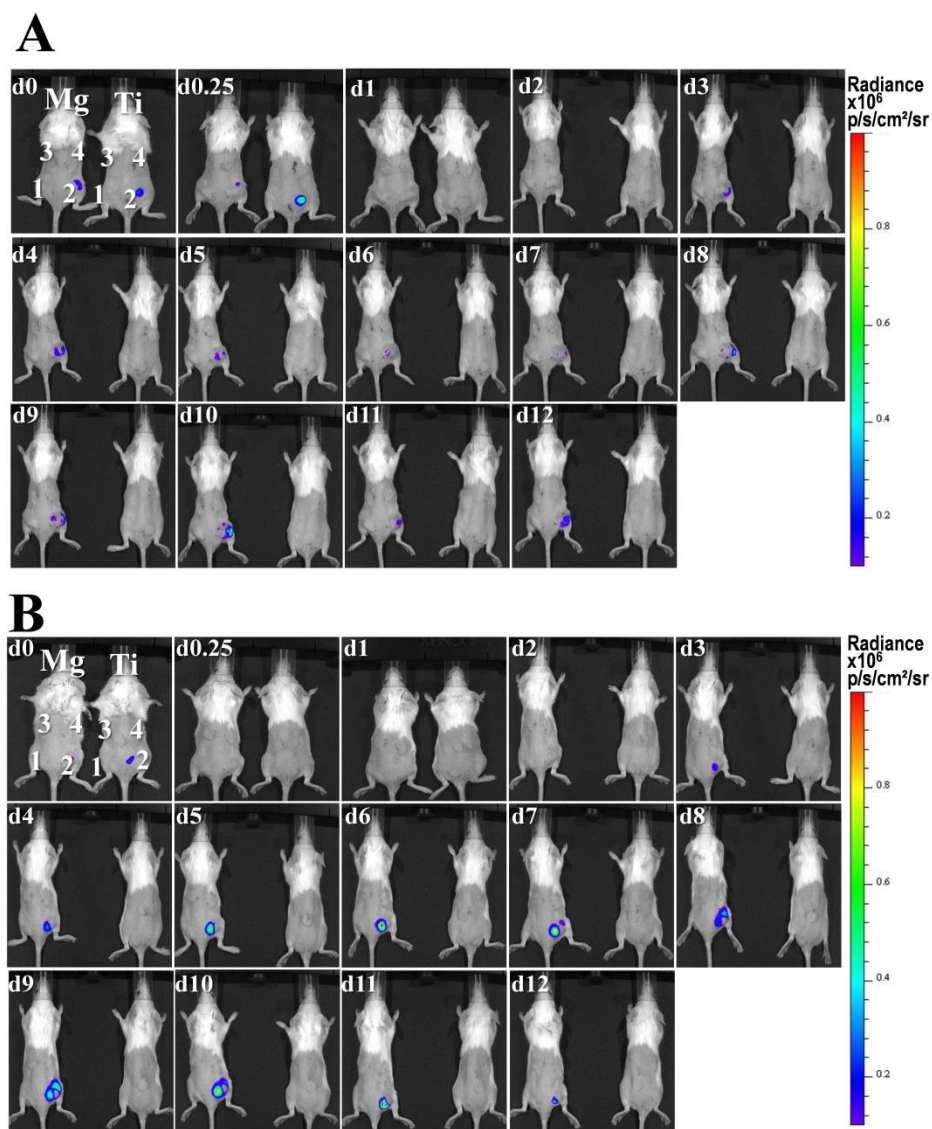 A
d0
Mg Ti
3 4 3 4
1 2 1 2
d0.25
d1
d2
d3
Radiance
x10⁶
p/s/cm²/sr
0.8
0.6
0.4
0.2
d4
d5
d6
d7
d8
d9
d10
d11
d12
B
d0
Mg Ti
3 4 3 4
1 2 1 2
d0.25
d1
d2
d3
Radiance
x10⁶
p/s/cm²/sr
0.8
0.6
0.4
0.2
d4
d5
d6
d7
d8
d9
d10
d11
d12